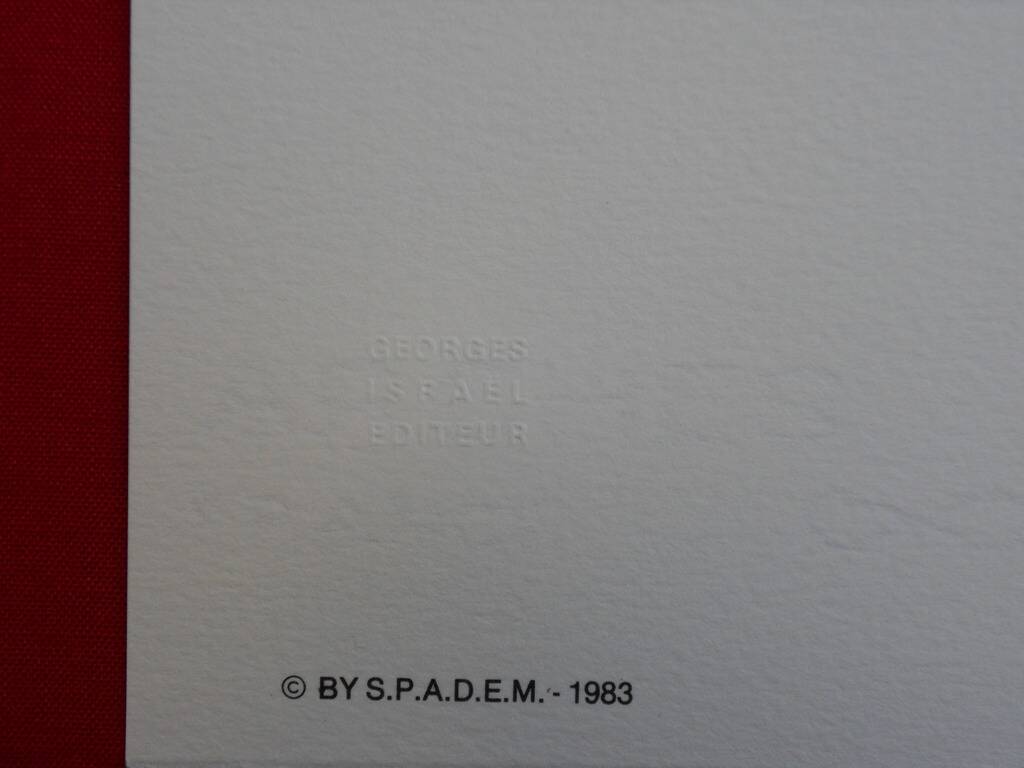 GEORGES
ISRAEL
EDITEUR
© BY S.P.A.D.E.M. - 1983